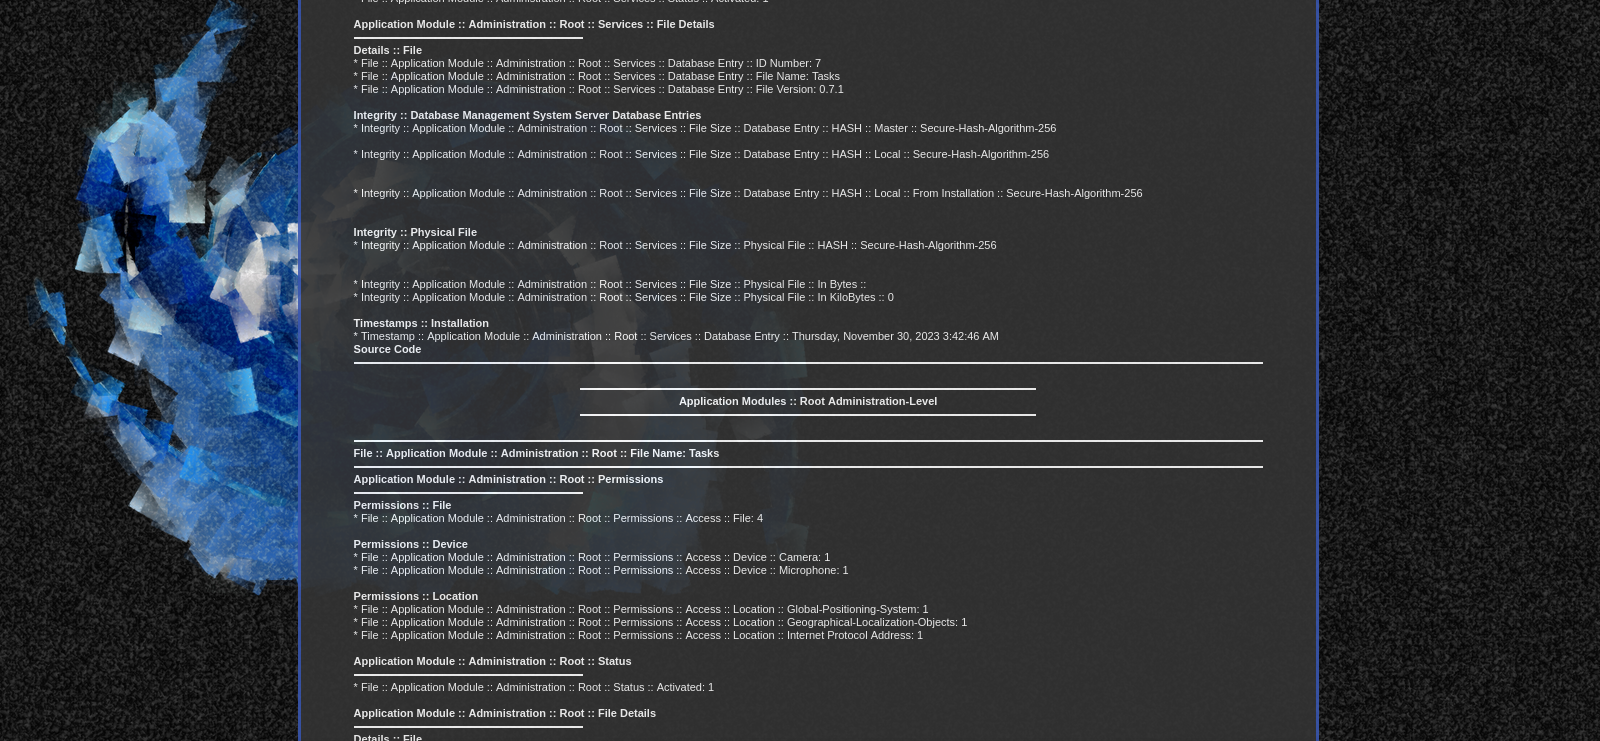 * File :: Application Module :: Administration :: Root :: Services :: Status :: Activated: 1
Application Module :: Administration :: Root :: Services :: File Details
Details :: File
* File :: Application Module :: Administration :: Root :: Services :: Database Entry :: ID Number: 7
* File :: Application Module :: Administration :: Root :: Services :: Database Entry :: File Name: Tasks
* File :: Application Module :: Administration :: Root :: Services :: Database Entry :: File Version: 0.7.1
Integrity :: Database Management System Server Database Entries
* Integrity :: Application Module :: Administration :: Root :: Services :: File Size :: Database Entry :: HASH :: Master :: Secure-Hash-Algorithm-256
* Integrity :: Application Module :: Administration :: Root :: Services :: File Size :: Database Entry :: HASH :: Local :: Secure-Hash-Algorithm-256
* Integrity :: Application Module :: Administration :: Root :: Services :: File Size :: Database Entry :: HASH :: Local :: From Installation :: Secure-Hash-Algorithm-256
Integrity :: Physical File
* Integrity :: Application Module :: Administration :: Root :: Services :: File Size :: Physical File :: HASH :: Secure-Hash-Algorithm-256
* Integrity :: Application Module :: Administration :: Root :: Services :: File Size :: Physical File :: In Bytes ::
* Integrity :: Application Module :: Administration :: Root :: Services :: File Size :: Physical File :: In KiloBytes :: 0
Timestamps :: Installation
* Timestamp :: Application Module :: Administration :: Root :: Services :: Database Entry :: Thursday, November 30, 2023 3:42:46 AM
Source Code
Application Modules :: Root Administration-Level
File :: Application Module :: Administration :: Root :: File Name: Tasks
Application Module :: Administration :: Root :: Permissions
Permissions :: File
* File :: Application Module :: Administration :: Root :: Permissions :: Access :: File: 4
Permissions :: Device
* File :: Application Module :: Administration :: Root :: Permissions :: Access :: Device :: Camera: 1
* File :: Application Module :: Administration :: Root :: Permissions :: Access :: Device :: Microphone: 1
Permissions :: Location
* File :: Application Module :: Administration :: Root :: Permissions :: Access :: Location :: Global-Positioning-System: 1
* File :: Application Module :: Administration :: Root :: Permissions :: Access :: Location :: Geographical-Localization-Objects: 1
* File :: Application Module :: Administration :: Root :: Permissions :: Access :: Location :: Internet Protocol Address: 1
Application Module :: Administration :: Root :: Status
* File :: Application Module :: Administration :: Root :: Status :: Activated: 1
Application Module :: Administration :: Root :: File Details
Details :: File